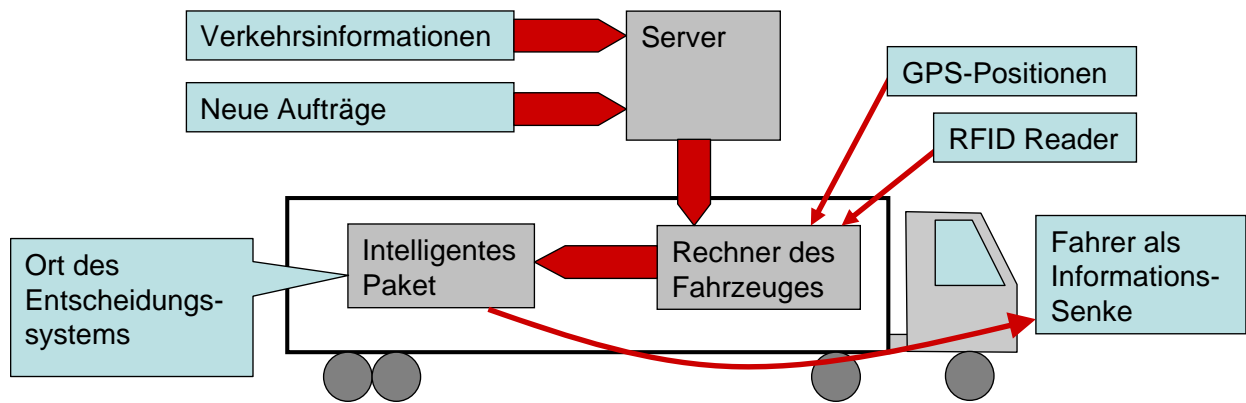 Verkehrsinformationen
Server
GPS-Positionen
Neue Aufträge
RFID Reader
Ort des
Entscheidungs-
systems
Intelligentes
Paket
Rechner des
Fahrzeuges
Fahrer als
Informations-
Senke